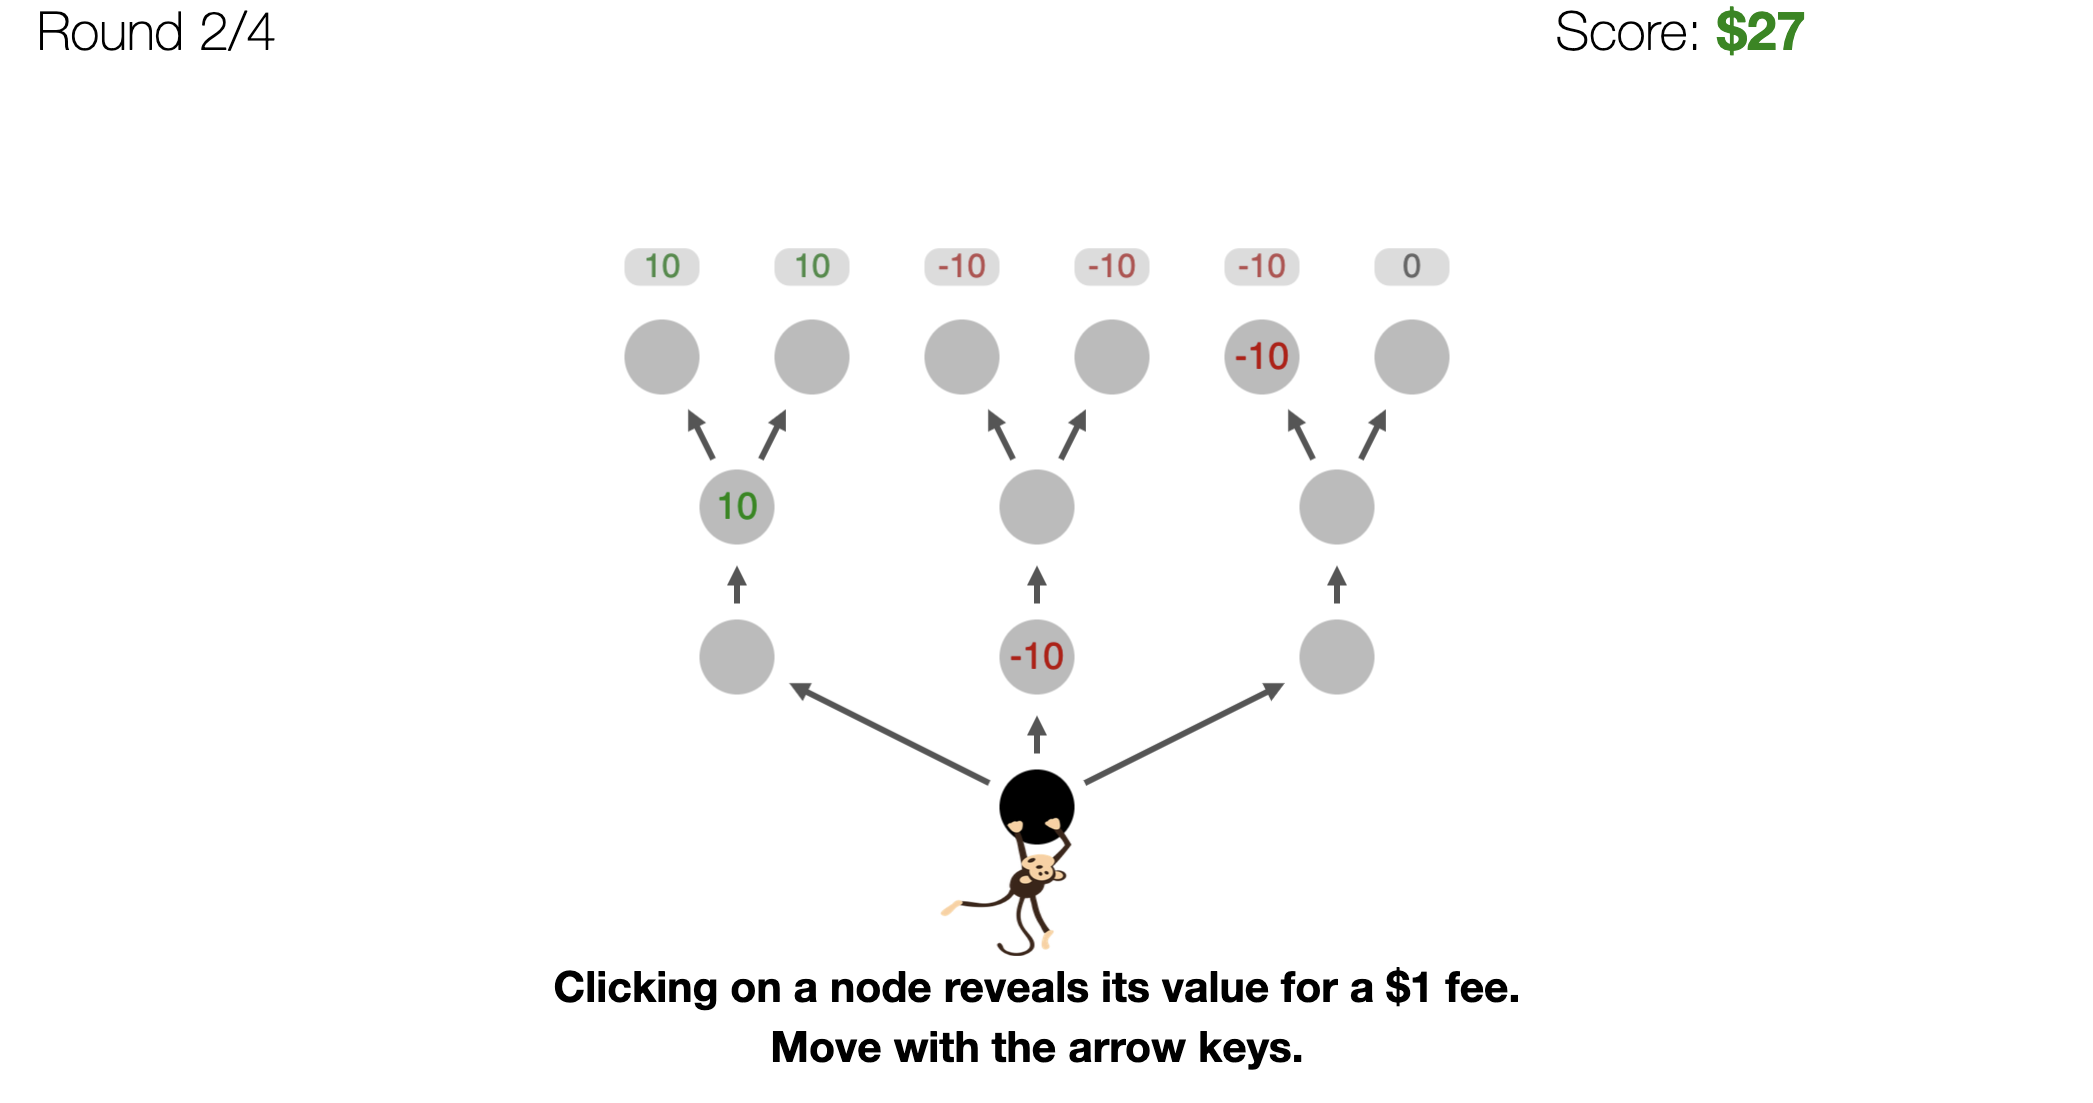 Round 2/4 Score: $27
10 10 -10 -10 -10 0
-10
10
-10
Clicking on a node reveals its value for a $1 fee.
Move with the arrow keys.